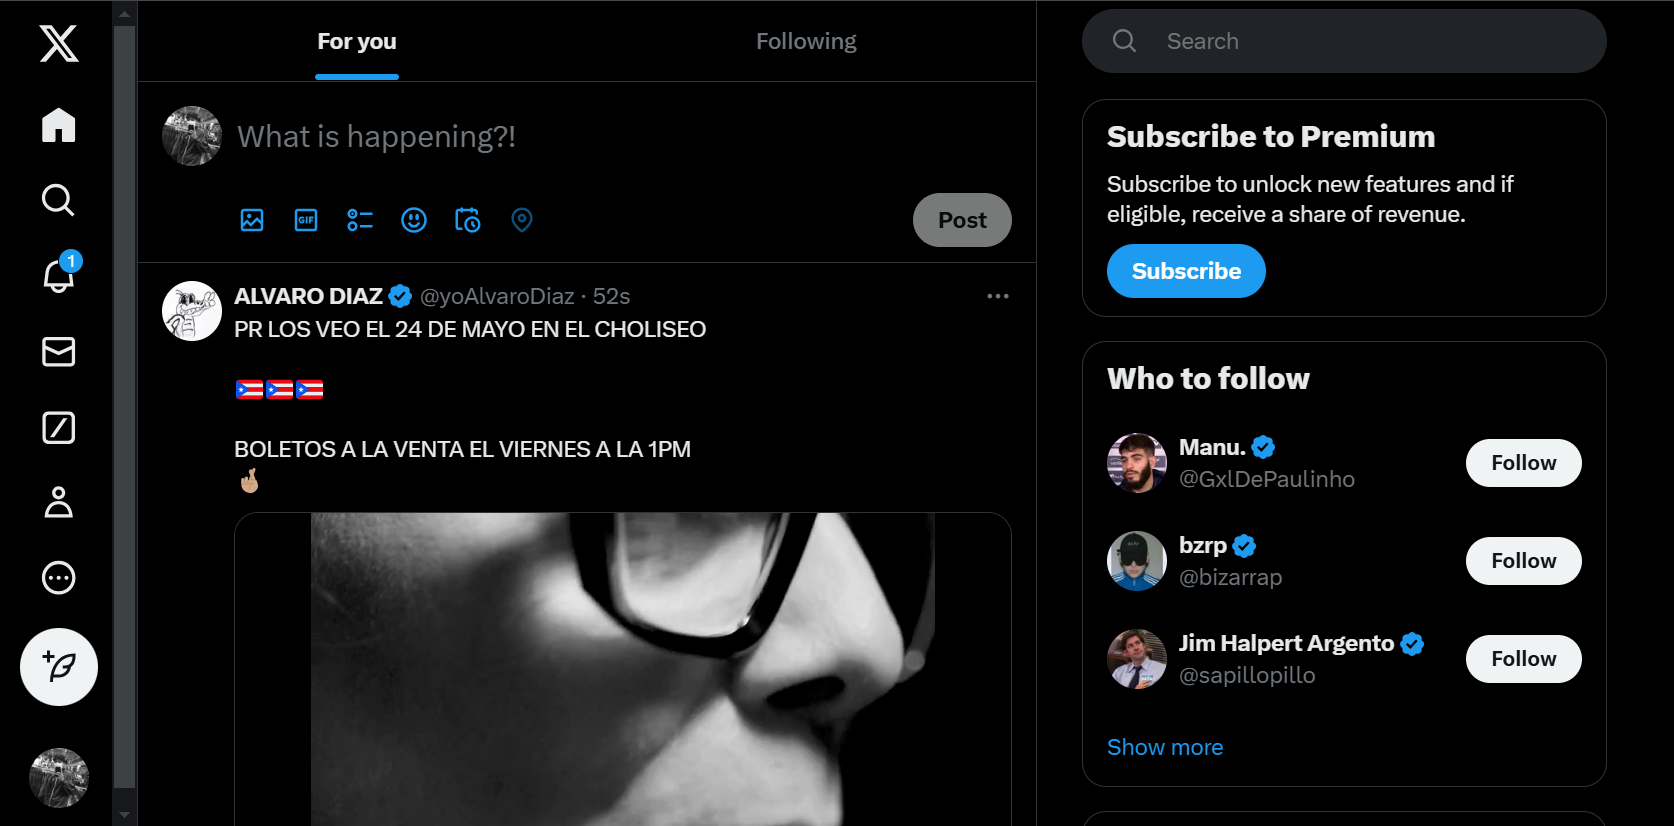 For you
Following
What is happening?!
GIF
Post
1
ALVARO DIAZ @yoAlvaroDiaz · 52s
PR LOS VEO EL 24 DE MAYO EN EL CHOLISEO
🇵🇷🇵🇷🇵🇷
BOLETOS A LA VENTA EL VIERNES A LA 1PM
🤞🏼
Search
Subscribe to Premium
Subscribe to unlock new features and if
eligible, receive a share of revenue.
Subscribe
Who to follow
Manu.
@GxlDePaulinho
Follow
bzrp
@bizarrap
Follow
Jim Halpert Argento
@sapillopillo
Follow
Show more